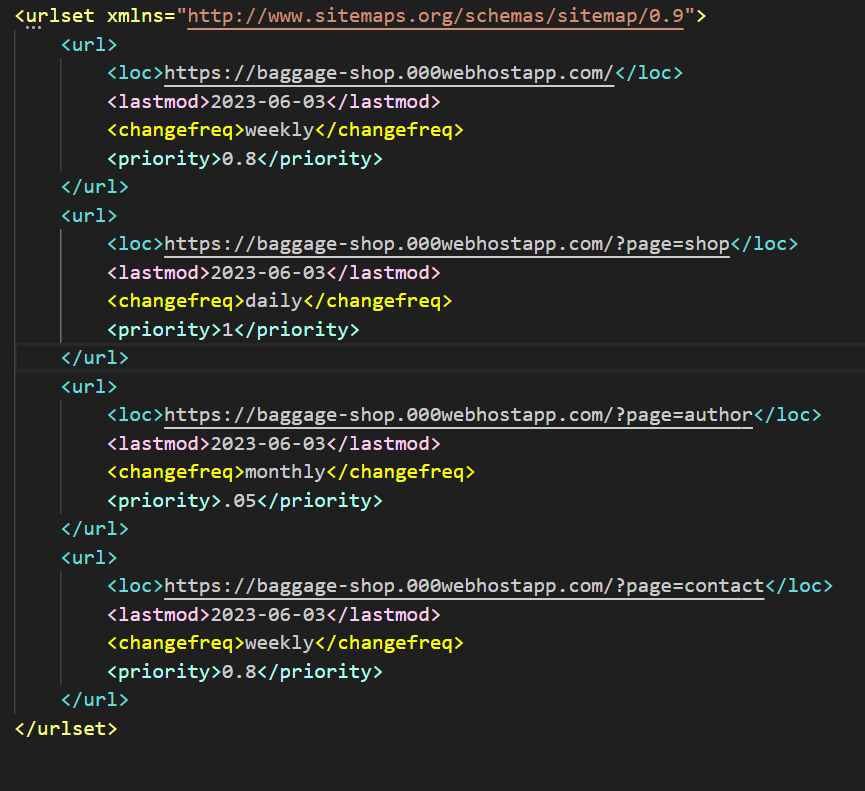 <urlset xmlns="http://www.sitemaps.org/schemas/sitemap/0.9">
<url>
<loc>https://baggage-shop.000webhostapp.com/</loc>
<lastmod>2023-06-03</lastmod>
<changefreq>weekly</changefreq>
<priority>0.8</priority>
</url>
<url>
<loc>https://baggage-shop.000webhostapp.com/?page=shop</loc>
<lastmod>2023-06-03</lastmod>
<changefreq>daily</changefreq>
<priority>1</priority>
</url>
<url>
<loc>https://baggage-shop.000webhostapp.com/?page=author</loc>
<lastmod>2023-06-03</lastmod>
<changefreq>monthly</changefreq>
<priority>.05</priority>
</url>
<url>
<loc>https://baggage-shop.000webhostapp.com/?page=contact</loc>
<lastmod>2023-06-03</lastmod>
<changefreq>weekly</changefreq>
<priority>0.8</priority>
</url>
</urlset>